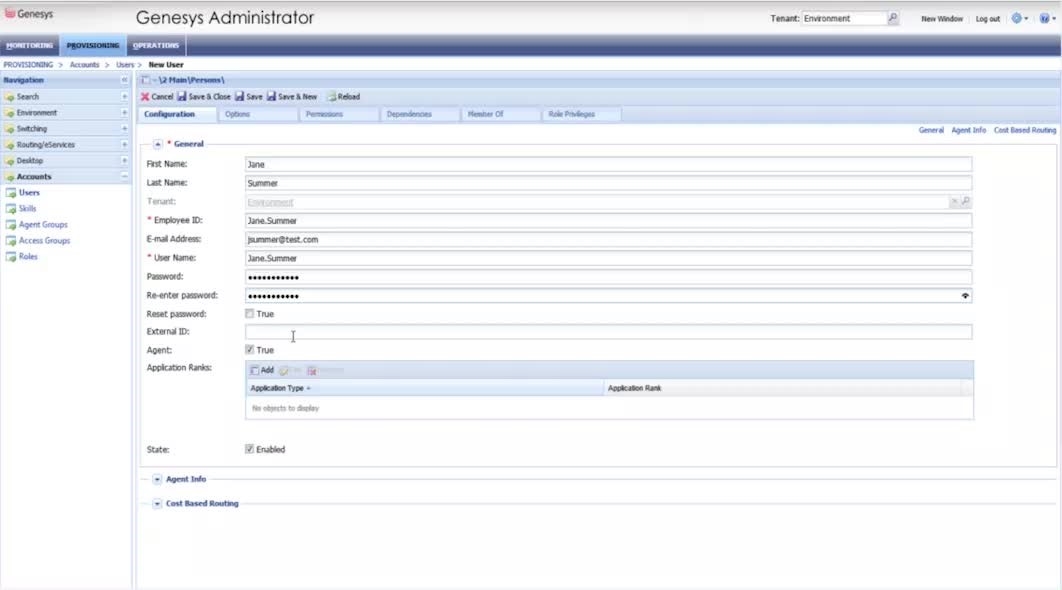 Genesys
Genesys Administrator
Tenant: Environment
New Window
Log out
MONITORING
PROVISIONING
OPERATIONS
PROVISIONING > Accounts > Users > New User
Navigation
\2 Main\Persons\
Search
Environment
Switching
Routing/eServices
Desktop
Accounts
Users
Skills
Agent Groups
Access Groups
Roles
Cancel Save & Close Save Save & New Reload
Configuration Options Permissions Dependencies Member Of Role Privileges
General Agent Info Cost Based Routing
* General
First Name: Jane
Last Name: Summer
Tenant: Environment
* Employee ID: Jane.Summer
E-mail Address: jsummer@test.com
* User Name: Jane.Summer
Password: •••••••••••
Re-enter password: •••••••••••
Reset password: True
External ID:
Agent: True
Application Ranks: Add
Application Type Application Rank
No objects to display
State: Enabled
Agent Info
Cost Based Routing